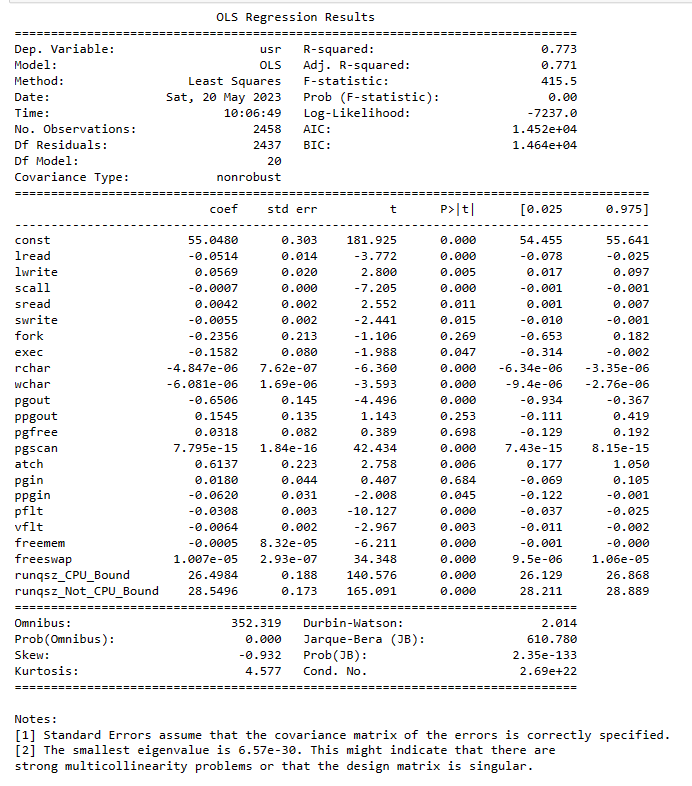 OLS Regression Results
==============================================================================
Dep. Variable:                    usr   R-squared:                       0.773
Model:                            OLS   Adj. R-squared:                  0.771
Method:                 Least Squares   F-statistic:                     415.5
Date:                Sat, 20 May 2023   Prob (F-statistic):               0.00
Time:                        10:06:49   Log-Likelihood:                -7237.0
No. Observations:                2458   AIC:                         1.452e+04
Df Residuals:                    2437   BIC:                         1.464e+04
Df Model:                          20
Covariance Type:            nonrobust
========================================================================================
                           coef    std err          t      P>|t|      [0.025      0.975]
----------------------------------------------------------------------------------------
const                   55.0480      0.303    181.925      0.000      54.455      55.641
lread                   -0.0514      0.014     -3.772      0.000      -0.078      -0.025
lwrite                   0.0569      0.020      2.800      0.005       0.017       0.097
scall                   -0.0007      0.000     -7.205      0.000      -0.001      -0.001
sread                    0.0042      0.002      2.552      0.011       0.001       0.007
swrite                  -0.0055      0.002     -2.441      0.015      -0.010      -0.001
fork                    -0.2356      0.213     -1.106      0.269      -0.653       0.182
exec                    -0.1582      0.080     -1.988      0.047      -0.314      -0.002
rchar                -4.847e-06   7.62e-07     -6.360      0.000   -6.34e-06   -3.35e-06
wchar                -6.081e-06   1.69e-06     -3.593      0.000    -9.4e-06   -2.76e-06
pgout                   -0.6506      0.145     -4.496      0.000      -0.934      -0.367
ppgout                   0.1545      0.135      1.143      0.253      -0.111       0.419
pgfree                   0.0318      0.082      0.389      0.698      -0.129       0.192
pgscan                7.795e-15   1.84e-16     42.434      0.000    7.43e-15    8.15e-15
atch                     0.6137      0.223      2.758      0.006       0.177       1.050
pgin                     0.0180      0.044      0.407      0.684      -0.069       0.105
ppgin                   -0.0620      0.031     -2.008      0.045      -0.122      -0.001
pflt                    -0.0308      0.003    -10.127      0.000      -0.037      -0.025
vflt                    -0.0064      0.002     -2.967      0.003      -0.011      -0.002
freemem                 -0.0005   8.32e-05     -6.211      0.000      -0.001      -0.000
freeswap              1.007e-05   2.93e-07     34.348      0.000     9.5e-06    1.06e-05
runqsz_CPU_Bound        26.4984      0.188    140.576      0.000      26.129      26.868
runqsz_Not_CPU_Bound    28.5496      0.173    165.091      0.000      28.211      28.889
==============================================================================
Omnibus:                      352.319   Durbin-Watson:                   2.014
Prob(Omnibus):                  0.000   Jarque-Bera (JB):              610.780
Skew:                          -0.932   Prob(JB):                    2.35e-133
Kurtosis:                       4.577   Cond. No.                     2.69e+22
==============================================================================
Notes:
[1] Standard Errors assume that the covariance matrix of the errors is correctly specified.
[2] The smallest eigenvalue is 6.57e-30. This might indicate that there are
strong multicollinearity problems or that the design matrix is singular.